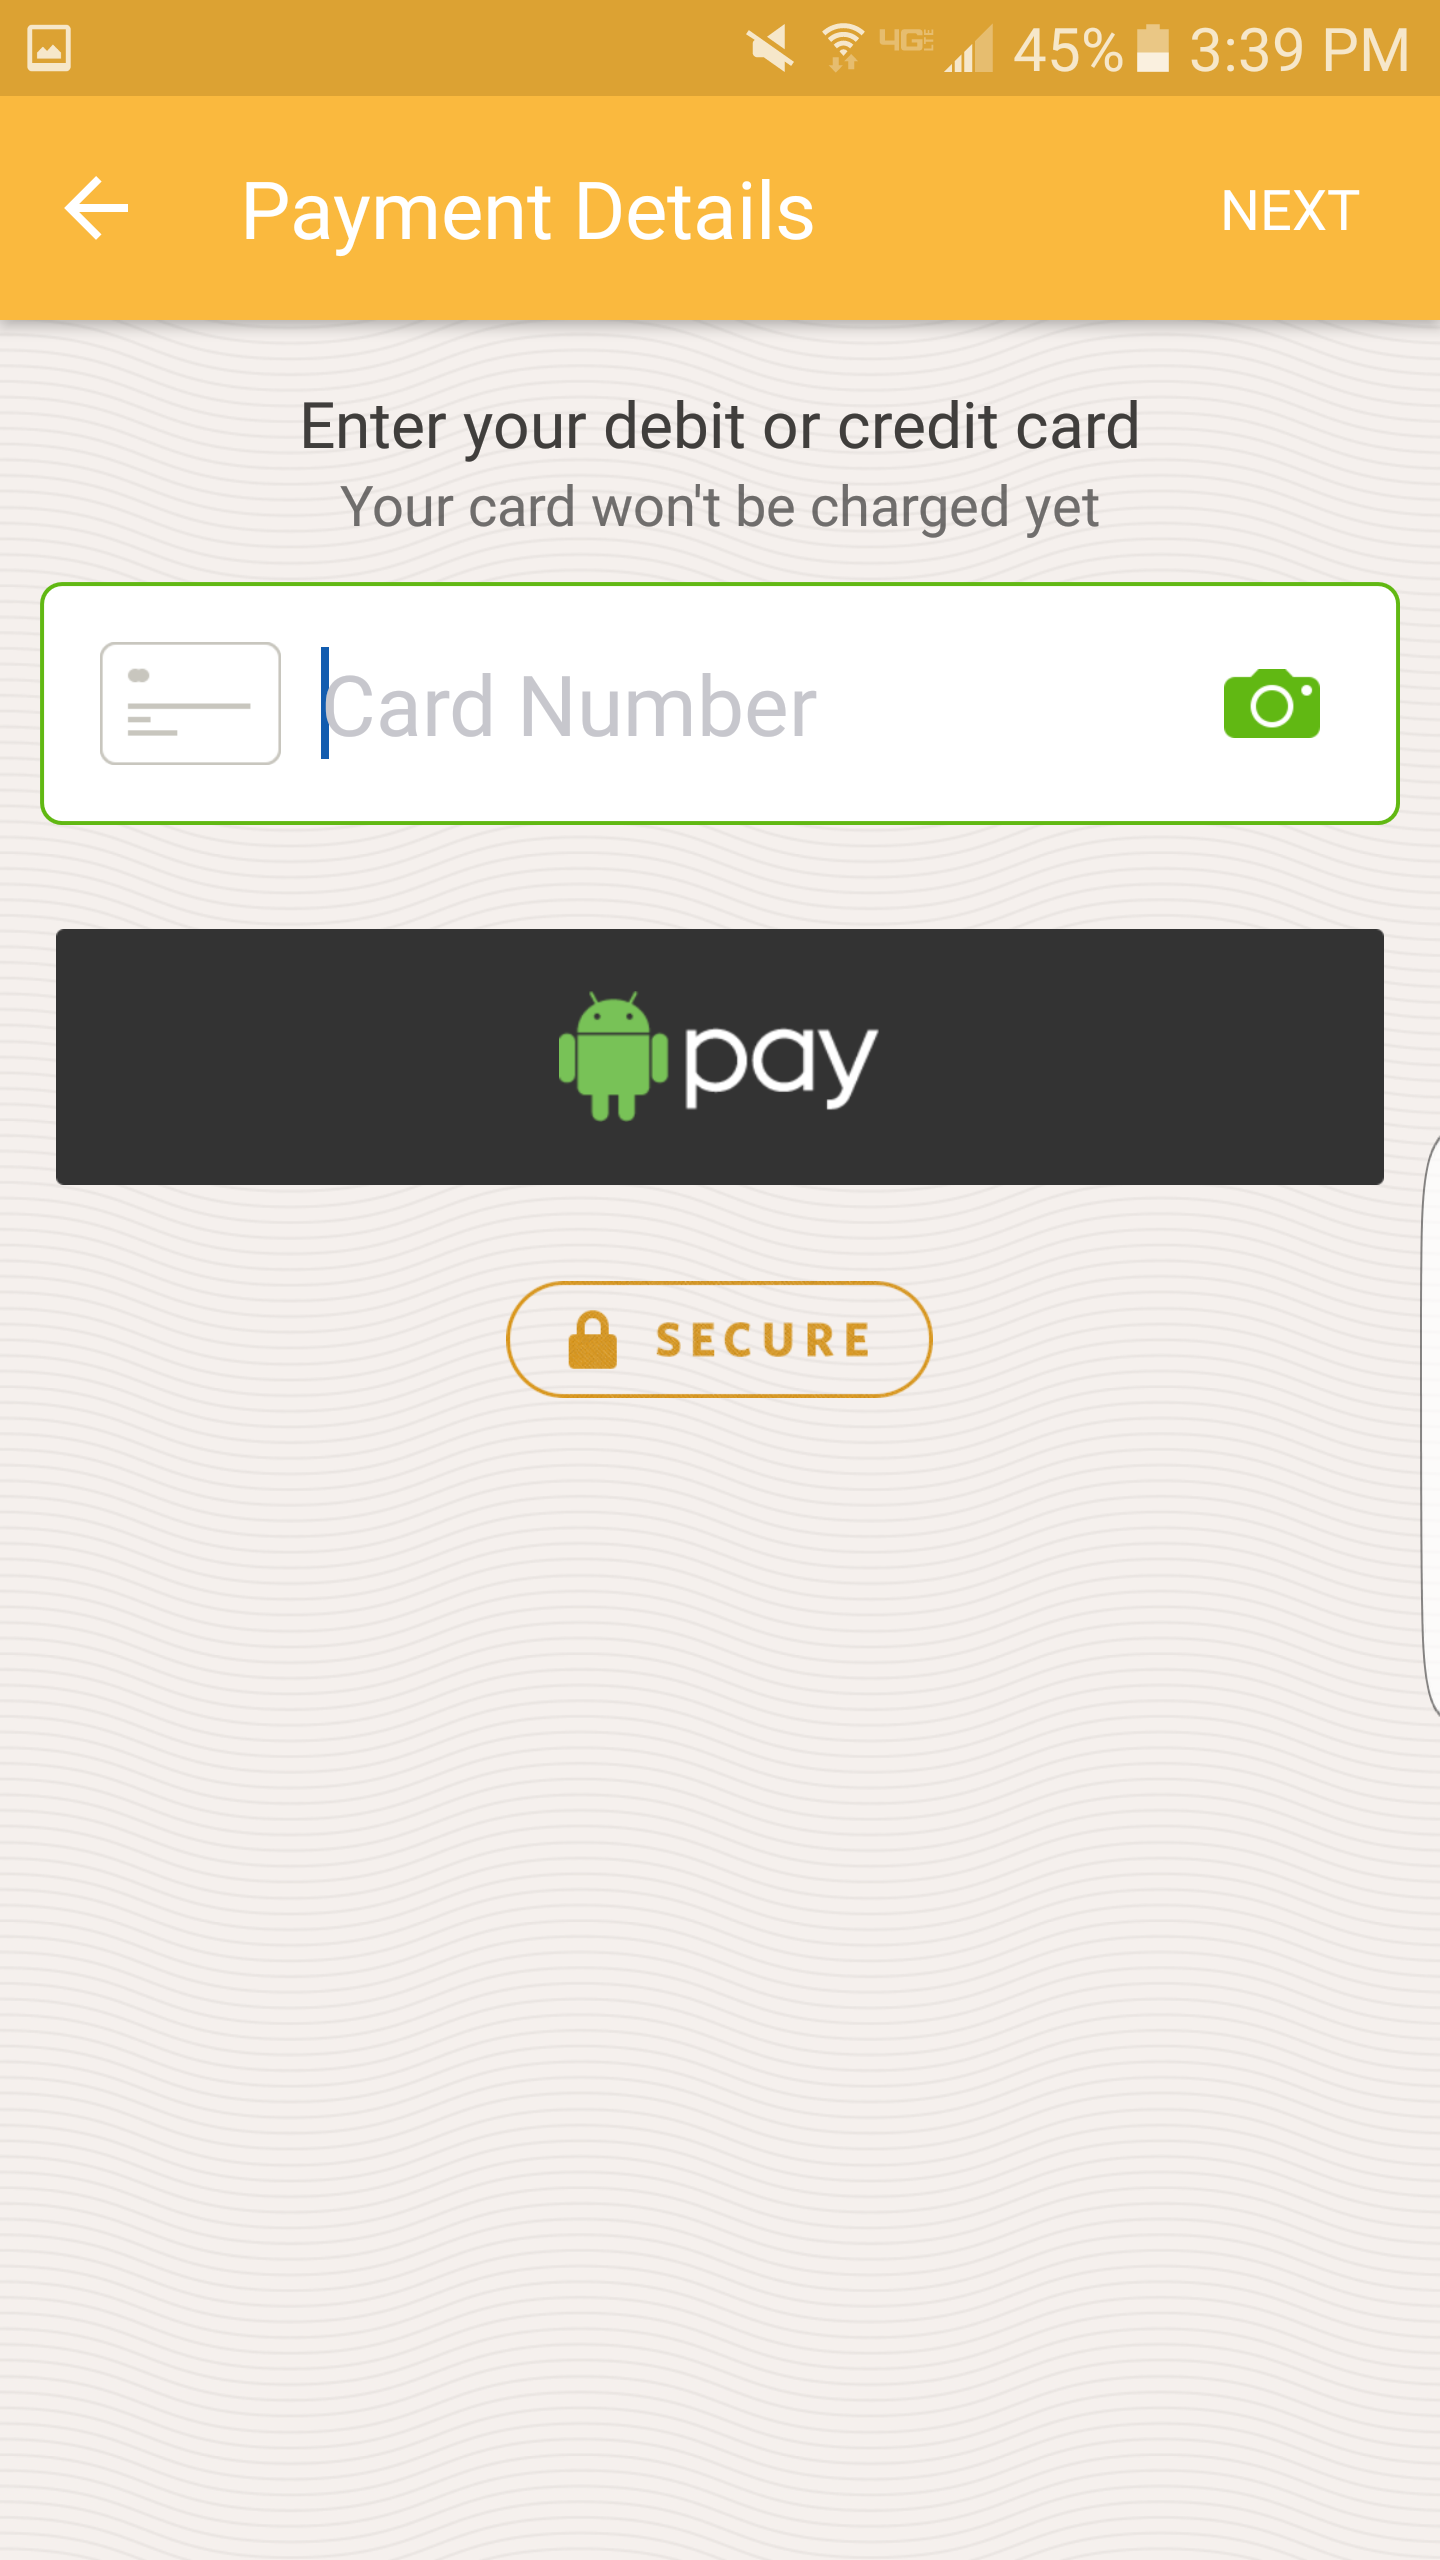 4G LTE 45% 3:39 PM
Payment Details NEXT
Enter your debit or credit card
Your card won't be charged yet
Card Number
pay
SECURE